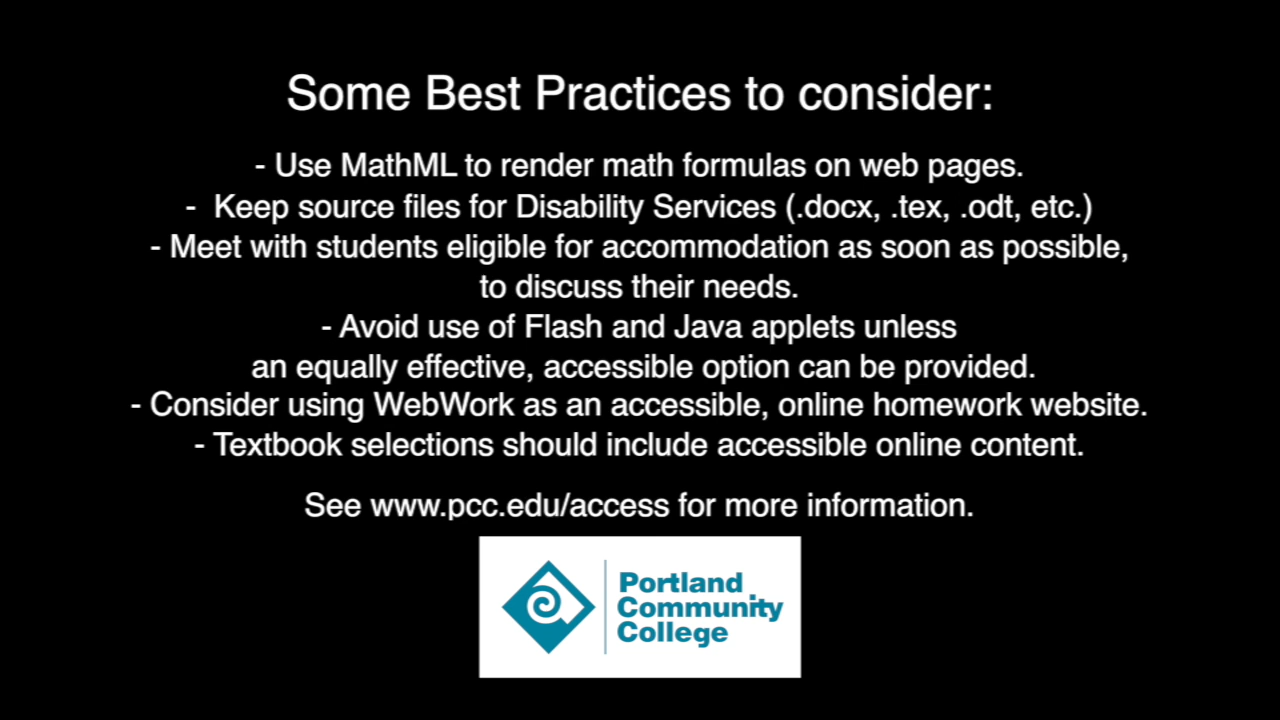 Some Best Practices to consider:
- Use MathML to render math formulas on web pages.
- Keep source files for Disability Services (.docx, .tex, .odt, etc.)
- Meet with students eligible for accommodation as soon as possible,
to discuss their needs.
- Avoid use of Flash and Java applets unless
an equally effective, accessible option can be provided.
- Consider using WebWork as an accessible, online homework website.
- Textbook selections should include accessible online content.
See www.pcc.edu/access for more information.
Portland
Community
College